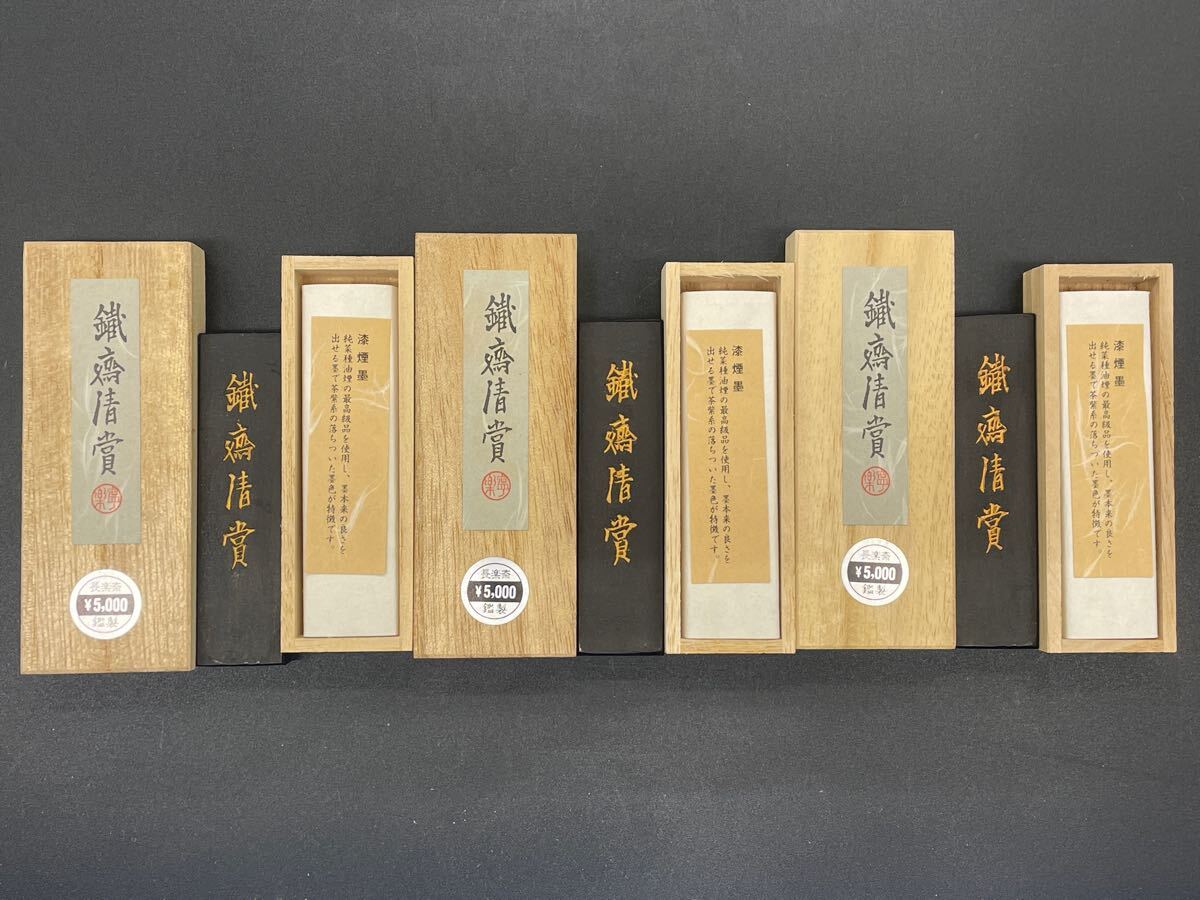 鐵齋清賞
寧楽
長楽斎
¥5,000
鑑製
鐵齋清賞
漆煙墨
純菜種油煙の最高級品を使用し、墨本来の良さを
出せる墨で茶紫系の落ちついた墨色が特徴です。
鐵齋清賞
寧楽
長楽斎
¥5,000
鑑製
鐵齋清賞
漆煙墨
純菜種油煙の最高級品を使用し、墨本来の良さを
出せる墨で茶紫系の落ちついた墨色が特徴です。
鐵齋清賞
寧楽
長楽斎
¥5,000
鑑製
鐵齋清賞
漆煙墨
純菜種油煙の最高級品を使用し、墨本来の良さを
出せる墨で茶紫系の落ちついた墨色が特徴です。